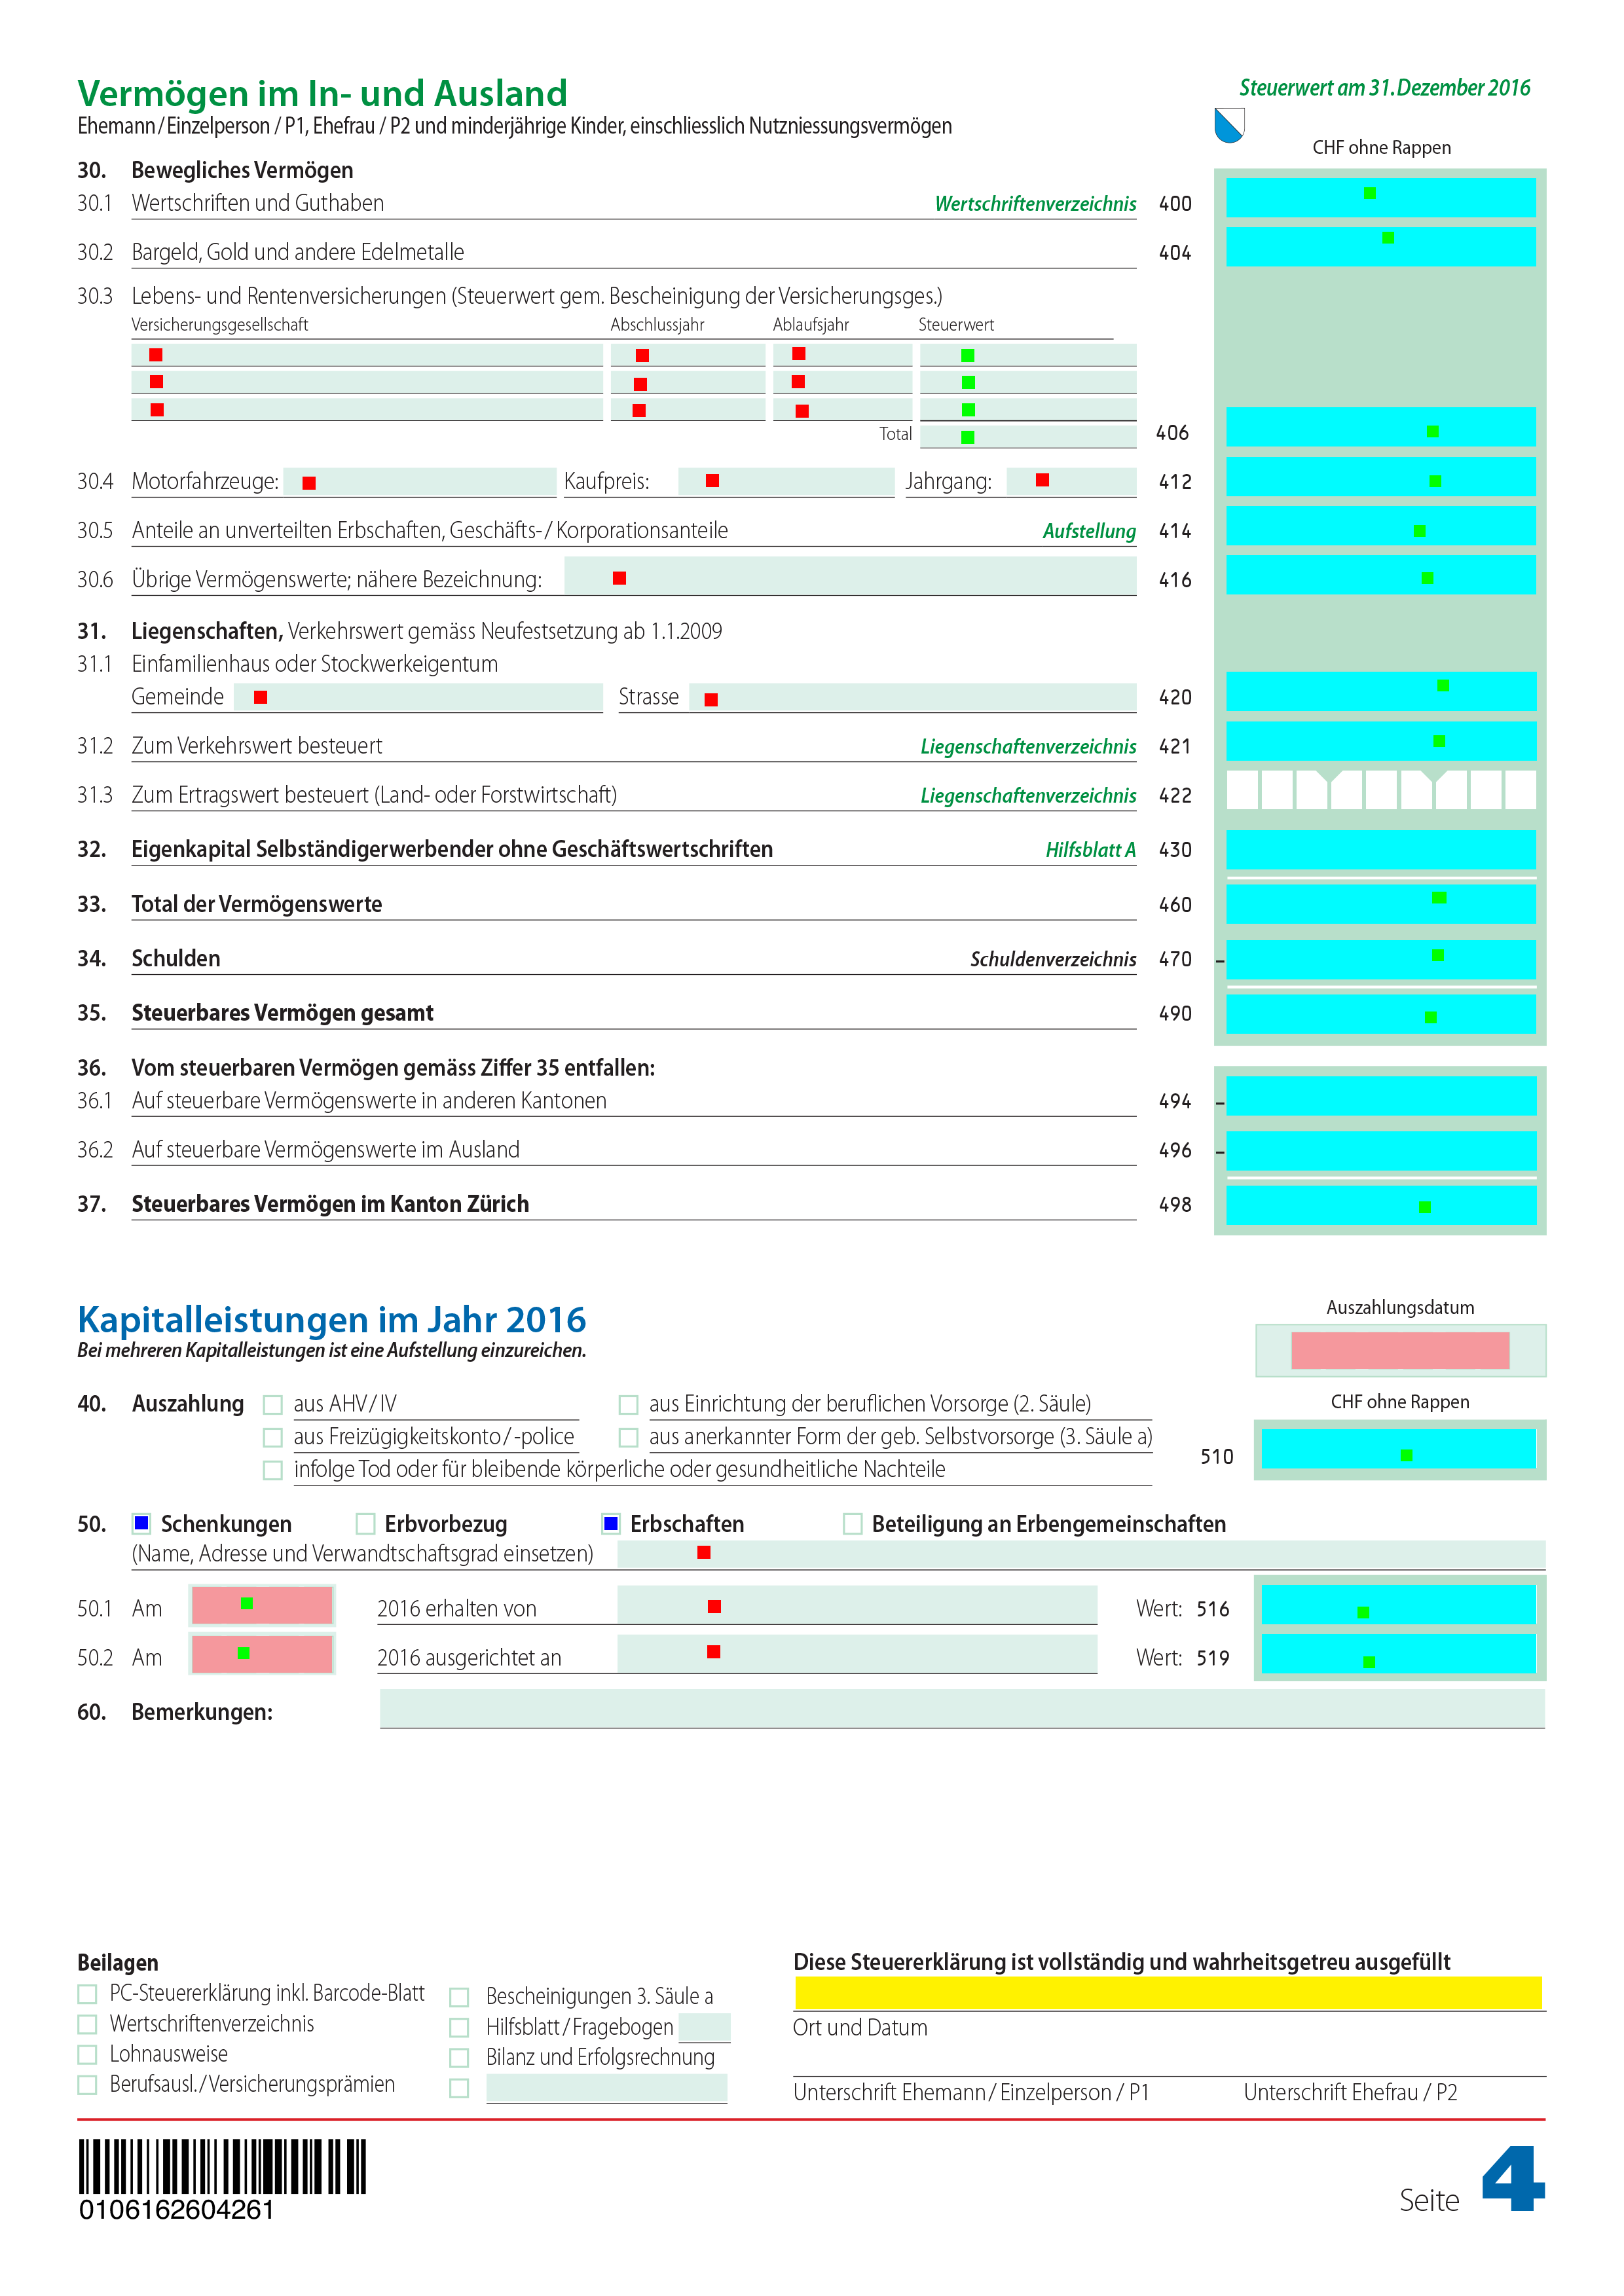 Vermögen im In- und Ausland
Steuerwert am 31. Dezember 2016
Ehemann / Einzelperson / P1, Ehefrau / P2 und minderjährige Kinder, einschliesslich Nutzniessungsvermögen
CHF ohne Rappen
30. Bewegliches Vermögen
30.1 Wertschriften und Guthaben Wertschriftenverzeichnis 400
30.2 Bargeld, Gold und andere Edelmetalle 404
30.3 Lebens- und Rentenversicherungen (Steuerwert gem. Bescheinigung der Versicherungsges.)
Versicherungsgesellschaft Abschlussjahr Ablaufsjahr Steuerwert
Total 406
30.4 Motorfahrzeuge: Kaufpreis: Jahrgang: 412
30.5 Anteile an unverteilten Erbschaften, Geschäfts- / Korporationsanteile Aufstellung 414
30.6 Übrige Vermögenswerte; nähere Bezeichnung: 416
31. Liegenschaften, Verkehrswert gemäss Neufestsetzung ab 1.1.2009
31.1 Einfamilienhaus oder Stockwerkeigentum
Gemeinde Strasse 420
31.2 Zum Verkehrswert besteuert Liegenschaftenverzeichnis 421
31.3 Zum Ertragswert besteuert (Land- oder Forstwirtschaft) Liegenschaftenverzeichnis 422
32. Eigenkapital Selbständigerwerbender ohne Geschäftswertschriften Hilfsblatt A 430
33. Total der Vermögenswerte 460
34. Schulden Schuldenverzeichnis 470 –
35. Steuerbares Vermögen gesamt 490
36. Vom steuerbaren Vermögen gemäss Ziffer 35 entfallen:
36.1 Auf steuerbare Vermögenswerte in anderen Kantonen 494 –
36.2 Auf steuerbare Vermögenswerte im Ausland 496 –
37. Steuerbares Vermögen im Kanton Zürich 498
Kapitalleistungen im Jahr 2016
Auszahlungsdatum
Bei mehreren Kapitalleistungen ist eine Aufstellung einzureichen.
40. Auszahlung aus AHV / IV aus Einrichtung der beruflichen Vorsorge (2. Säule) CHF ohne Rappen
aus Freizügigkeitskonto / -police aus anerkannter Form der geb. Selbstvorsorge (3. Säule a) 510
infolge Tod oder für bleibende körperliche oder gesundheitliche Nachteile
50. Schenkungen Erbvorbezug Erbschaften Beteiligung an Erbengemeinschaften
(Name, Adresse und Verwandtschaftsgrad einsetzen)
50.1 Am 2016 erhalten von Wert: 516
50.2 Am 2016 ausgerichtet an Wert: 519
60. Bemerkungen:
Beilagen
PC-Steuererklärung inkl. Barcode-Blatt
Wertschriftenverzeichnis
Lohnausweise
Berufsausl. / Versicherungsprämien
Bescheinigungen 3. Säule a
Hilfsblatt / Fragebogen
Bilanz und Erfolgsrechnung
Diese Steuererklärung ist vollständig und wahrheitsgetreu ausgefüllt
Ort und Datum
Unterschrift Ehemann / Einzelperson / P1 Unterschrift Ehefrau / P2
0106162604261
Seite 4